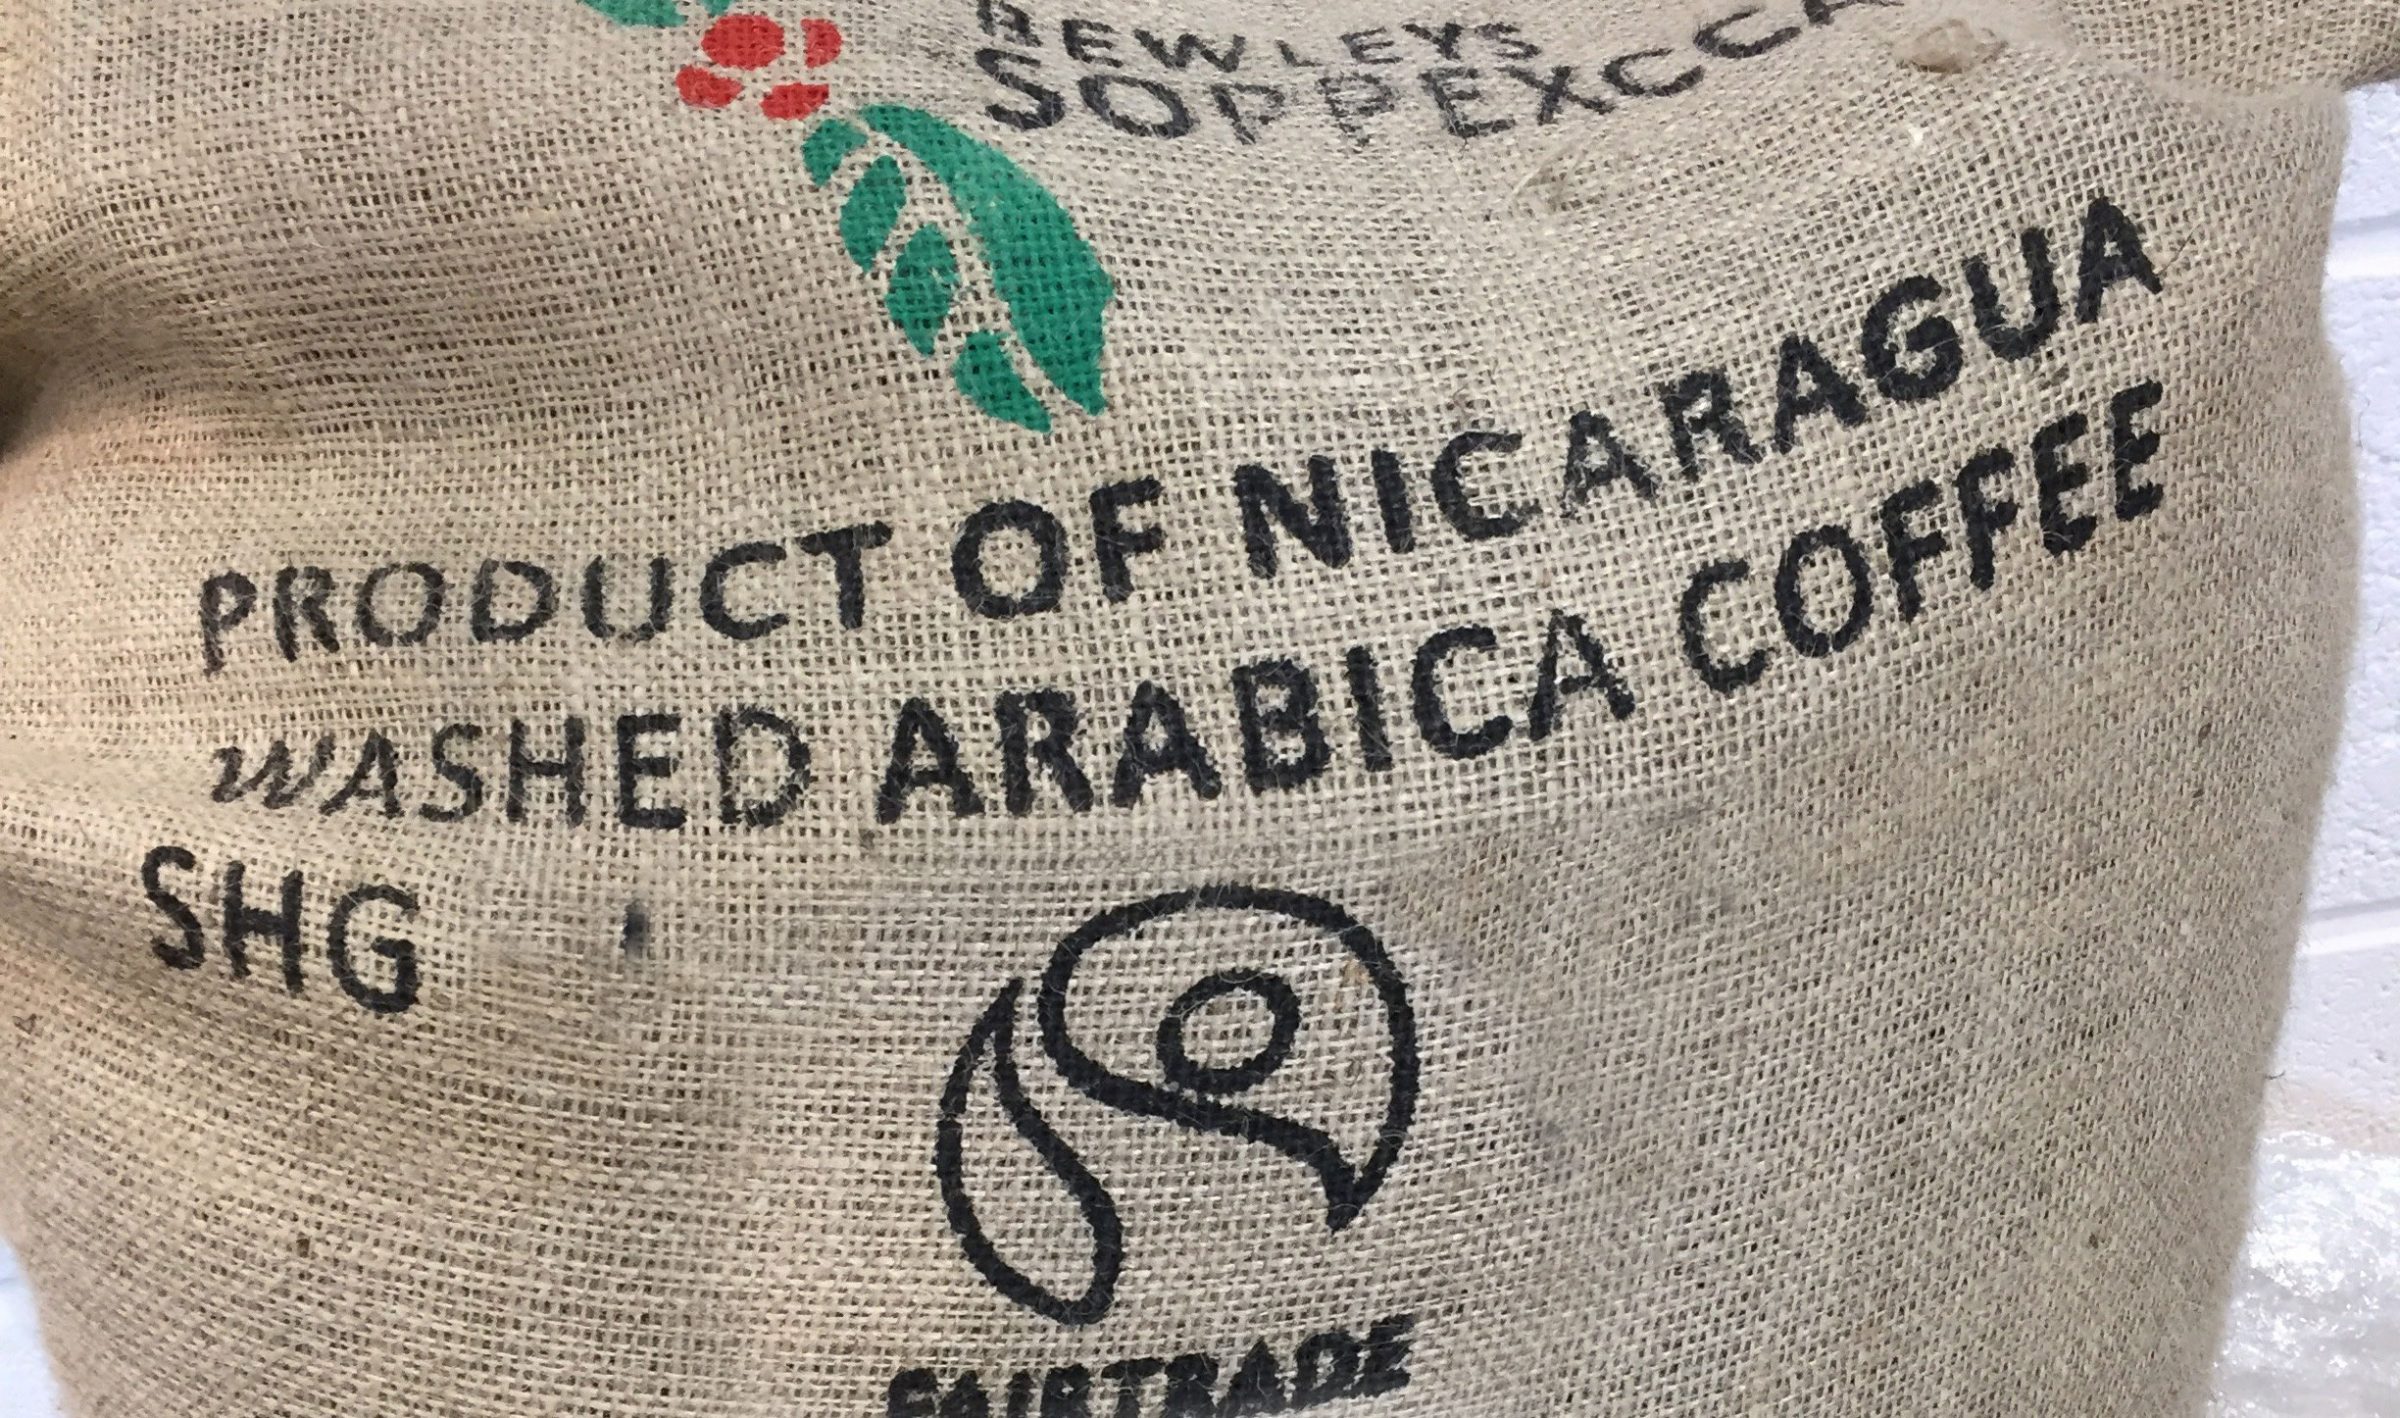 BEWLEYS
SOPPEXCCA
PRODUCT OF NICARAGUA
WASHED ARABICA COFFEE
SHG
FAIRTRADE